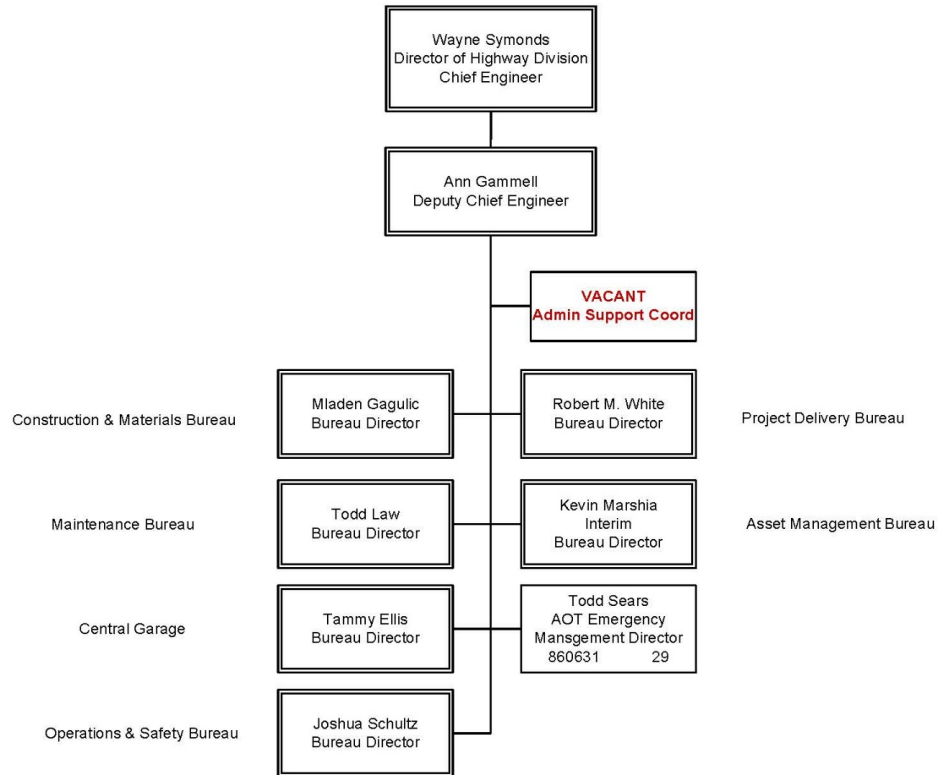 Wayne Symonds
Director of Highway Division
Chief Engineer
Ann Gammell
Deputy Chief Engineer
VACANT
Admin Support Coord
Construction & Materials Bureau
Mladen Gagulic
Bureau Director
Robert M. White
Bureau Director
Project Delivery Bureau
Maintenance Bureau
Todd Law
Bureau Director
Kevin Marshia
Interim
Bureau Director
Asset Management Bureau
Central Garage
Tammy Ellis
Bureau Director
Todd Sears
AOT Emergency
Mansgement Director
860631 29
Operations & Safety Bureau
Joshua Schultz
Bureau Director